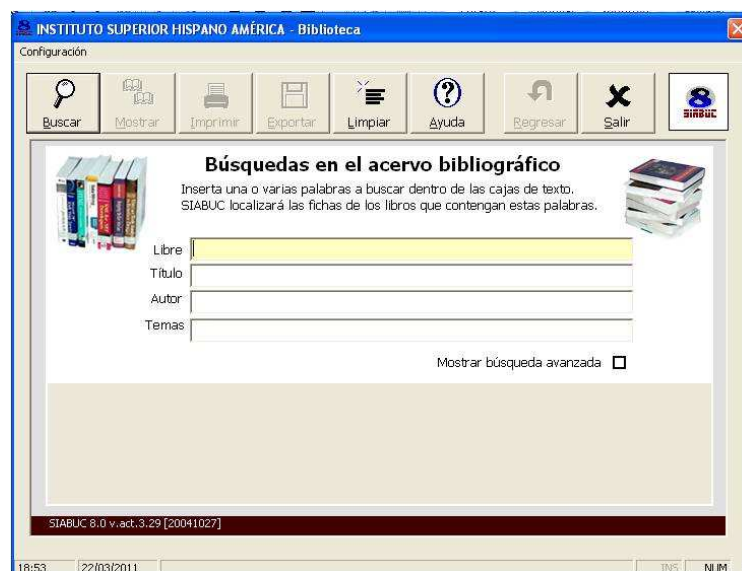 INSTITUTO SUPERIOR HISPANO AMÉRICA - Biblioteca
Configuración
Buscar Mostrar Imprimir Exportar Limpiar Ayuda Regresar Salir
8
SIABUC
Búsquedas en el acervo bibliográfico
Inserta una o varias palabras a buscar dentro de las cajas de texto.
SIABUC localizará las fichas de los libros que contengan estas palabras.
Libre
Título
Autor
Temas
Mostrar búsqueda avanzada
SIABUC 8.0 v.act.3.29 [20041027]
18:53 22/03/2011 INS NUM